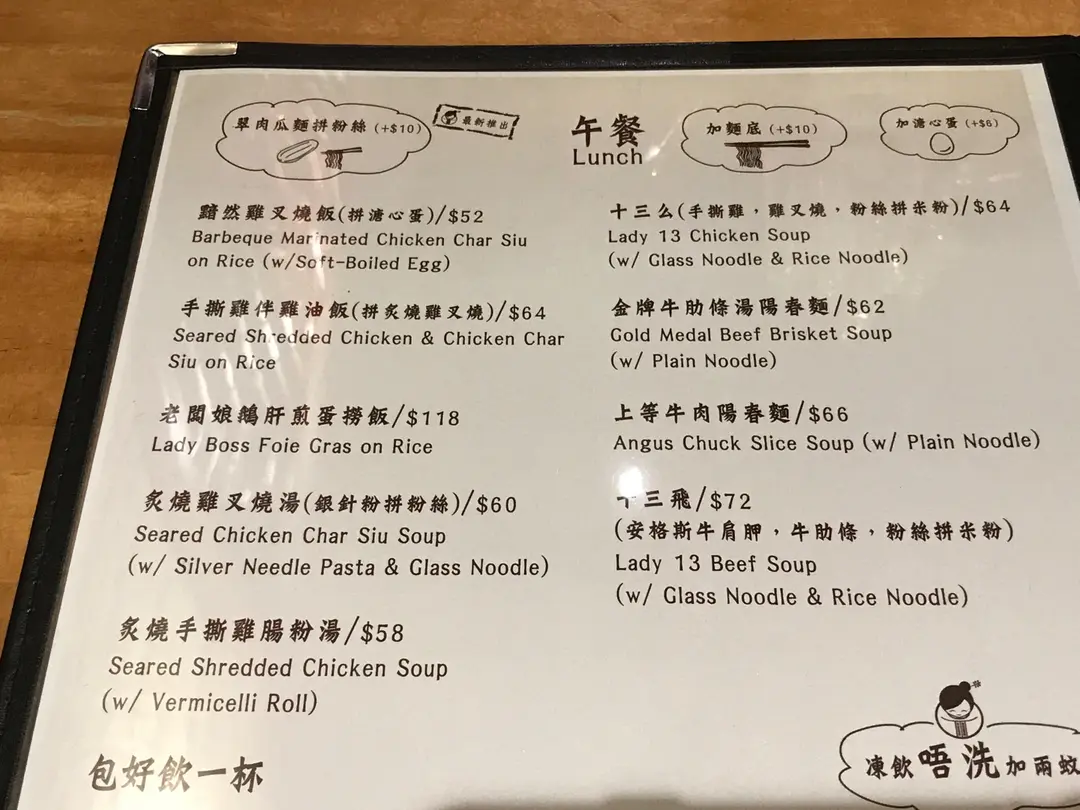 翠肉瓜麵拼粉絲 (+$10)
最新推出
午餐
Lunch
加麵底 (+$10)
加溏心蛋 (+$6)
黯然雞叉燒飯(拼溏心蛋)/$52
Barbeque Marinated Chicken Char Siu
on Rice (w/Soft-Boiled Egg)
手撕雞伴雞油飯(拼炙燒雞叉燒)/$64
Seared Shredded Chicken & Chicken Char
Siu on Rice
老闆娘鵝肝煎蛋撈飯/$118
Lady Boss Foie Gras on Rice
炙燒雞叉燒湯(銀針粉拼粉絲)/$60
Seared Chicken Char Siu Soup
(w/ Silver Needle Pasta & Glass Noodle)
炙燒手撕雞腸粉湯/$58
Seared Shredded Chicken Soup
(w/ Vermicelli Roll)
包好飲一杯
十三么(手撕雞，雞叉燒，粉絲拼米粉)/$64
Lady 13 Chicken Soup
(w/ Glass Noodle & Rice Noodle)
金牌牛肋條湯陽春麵/$62
Gold Medal Beef Brisket Soup
(w/ Plain Noodle)
上等牛肉陽春麵/$66
Angus Chuck Slice Soup (w/ Plain Noodle)
十三飛/$72
(安格斯牛肩胛，牛肋條，粉絲拼米粉)
Lady 13 Beef Soup
(w/ Glass Noodle & Rice Noodle)
凍飲唔洗加兩蚊